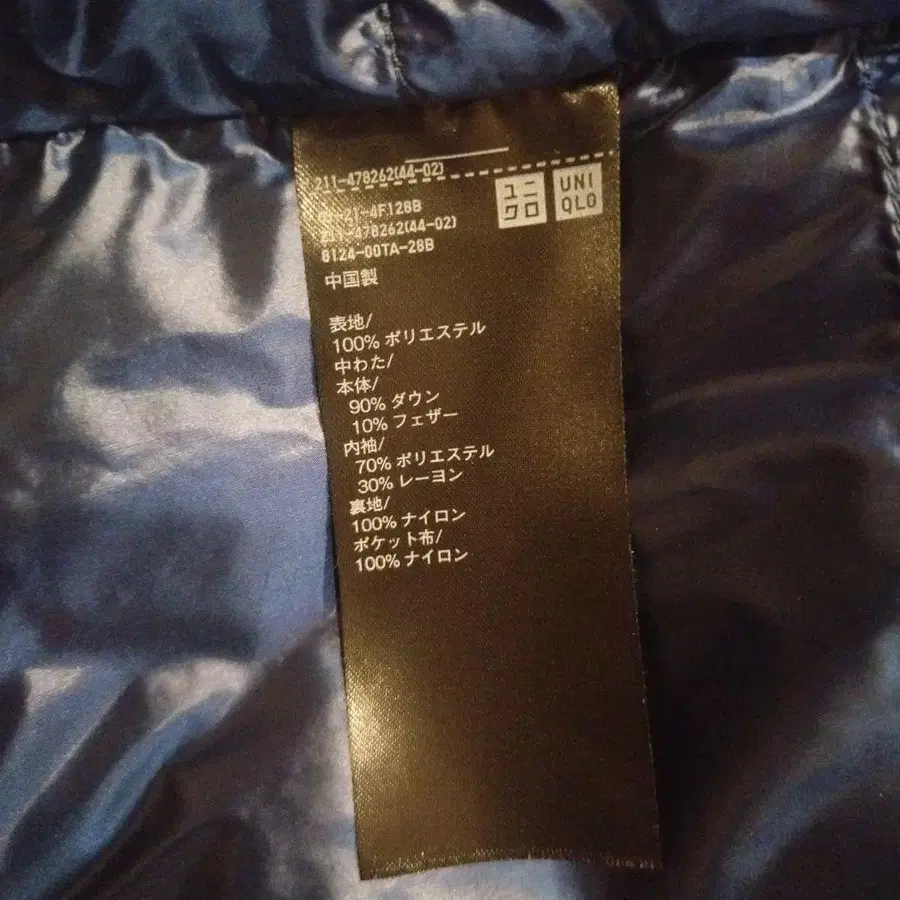 211-478262(44-02)
ユニ
クロ
UNI
QLO
21-4F128B
211-478262(44-02)
8124-00TA-28B
中国製
表地/
100% ポリエステル
中わた/
本体/
90% ダウン
10% フェザー
内袖/
70% ポリエステル
30% レーヨン
裏地/
100% ナイロン
ポケット布/
100% ナイロン